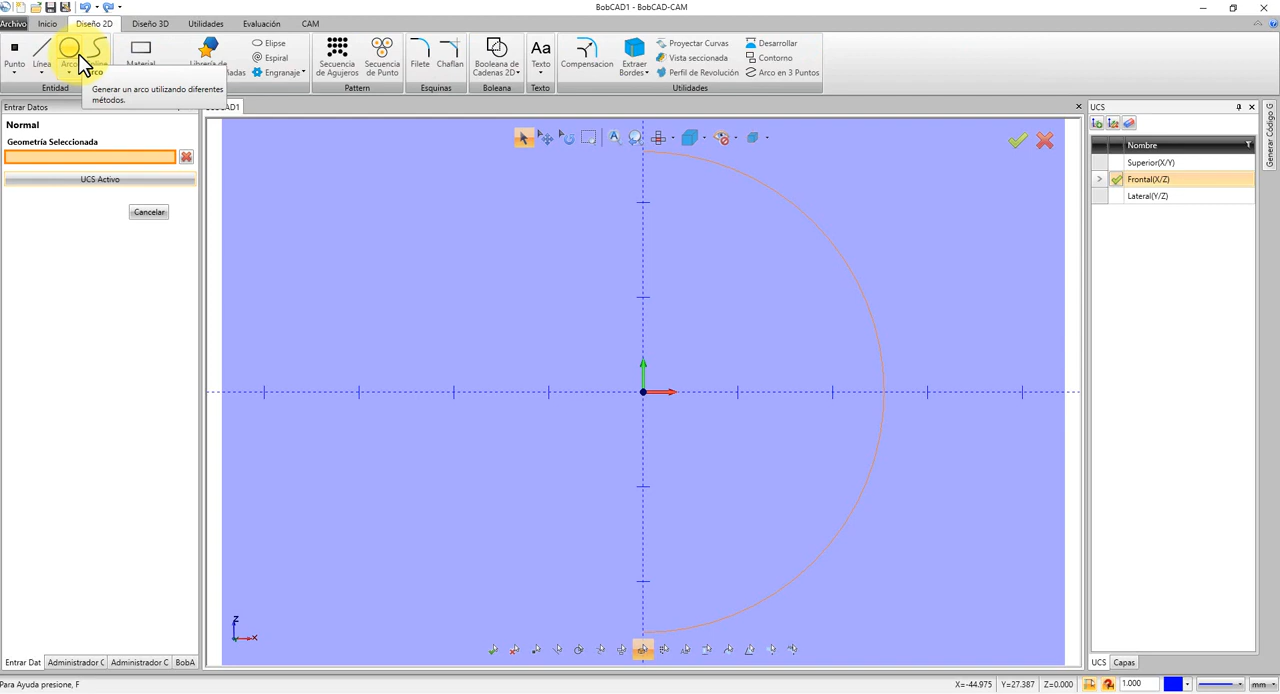 BobCAD1 - BobCAD-CAM
Archivo Inicio Diseño 2D Diseño 3D Utilidades Evaluación CAM
Punto Línea Arco Material
Elipse
Espiral
Engranaje
Secuencia de Agujeros
Secuencia de Punto
Filete Chaflan
Booleana de Cadenas 2D
Aa
Texto
Compensacion
Extraer Bordes
Proyectar Curvas
Vista seccionada
Perfil de Revolución
Desarrollar
Contorno
Arco en 3 Puntos
Entidad Pattern Esquinas Boleana Texto Utilidades
Generar un arco utilizando diferentes
métodos.
Entrar Datos
Normal
Geometría Seleccionada
UCS Activo
Cancelar
UCS
Nombre
Superior(X/Y)
Frontal(X/Z)
Lateral(Y/Z)
Generar Código
Z
X
Entrar Dat Administrador C Administrador C BobA
UCS Capas
Para Ayuda presione, F
X=-44.975 Y=27.387 Z=0.000 1.000 mm